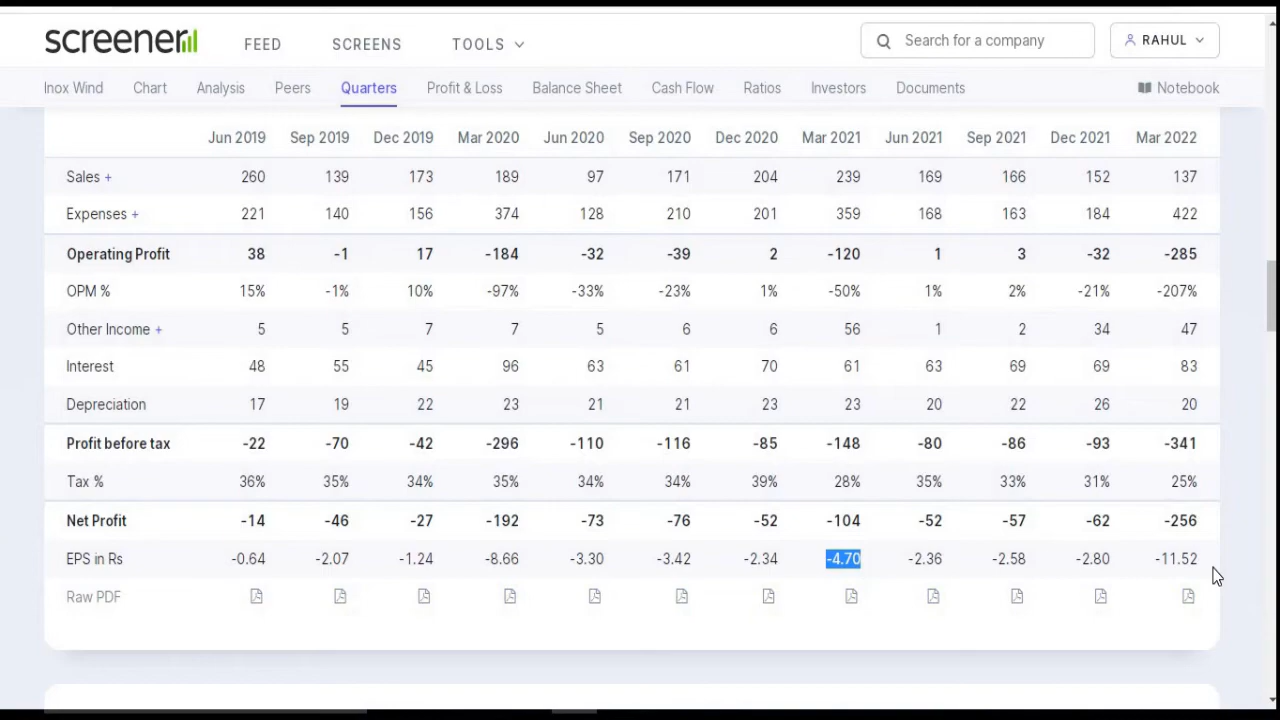 screener FEED SCREENS TOOLS Search for a company RAHUL
Inox Wind Chart Analysis Peers Quarters Profit & Loss Balance Sheet Cash Flow Ratios Investors Documents Notebook
Jun 2019 Sep 2019 Dec 2019 Mar 2020 Jun 2020 Sep 2020 Dec 2020 Mar 2021 Jun 2021 Sep 2021 Dec 2021 Mar 2022
Sales + 260 139 173 189 97 171 204 239 169 166 152 137
Expenses + 221 140 156 374 128 210 201 359 168 163 184 422
Operating Profit 38 -1 17 -184 -32 -39 2 -120 1 3 -32 -285
OPM % 15% -1% 10% -97% -33% -23% 1% -50% 1% 2% -21% -207%
Other Income + 5 5 7 7 5 6 6 56 1 2 34 47
Interest 48 55 45 96 63 61 70 61 63 69 69 83
Depreciation 17 19 22 23 21 21 23 23 20 22 26 20
Profit before tax -22 -70 -42 -296 -110 -116 -85 -148 -80 -86 -93 -341
Tax % 36% 35% 34% 35% 34% 34% 39% 28% 35% 33% 31% 25%
Net Profit -14 -46 -27 -192 -73 -76 -52 -104 -52 -57 -62 -256
EPS in Rs -0.64 -2.07 -1.24 -8.66 -3.30 -3.42 -2.34 -4.70 -2.36 -2.58 -2.80 -11.52
Raw PDF